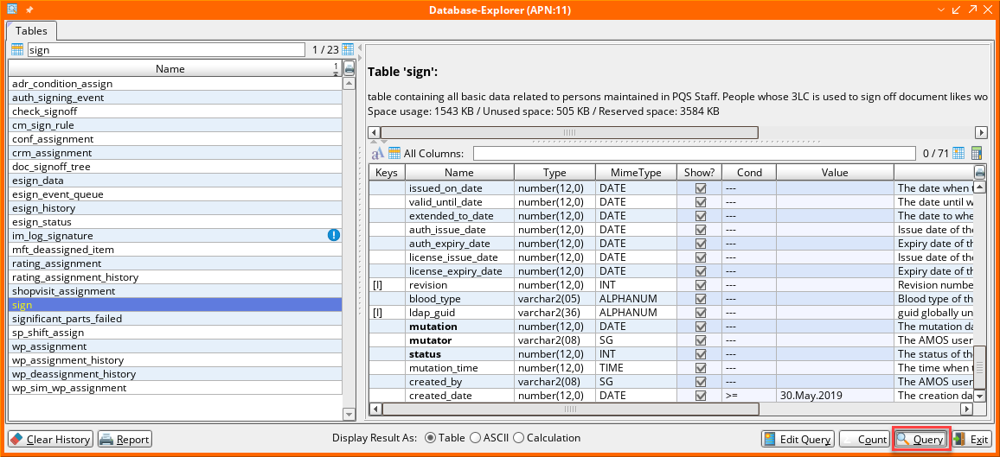 Database-Explorer (APN:11)
Tables
sign 1 / 23
Name 1
adr_condition_assign
auth_signing_event
check_signoff
cm_sign_rule
conf_assignment
crm_assignment
doc_signoff_tree
esign_data
esign_event_queue
esign_history
esign_status
im_log_signature
mft_deassigned_item
rating_assignment
rating_assignment_history
shopvisit_assignment
sign
significant_parts_failed
sp_shift_assign
wp_assignment
wp_assignment_history
wp_deassignment_history
wp_sim_wp_assignment
Table 'sign':
table containing all basic data related to persons maintained in PQS Staff. People whose 3LC is used to sign off document likes wo
Space usage: 1543 KB / Unused space: 505 KB / Reserved space: 3584 KB
All Columns: 0 / 71
Keys Name Type MimeType Show? Cond Value
issued_on_date number(12,0) DATE --- The date when t
valid_until_date number(12,0) DATE --- The date until w
extended_to_date number(12,0) DATE --- The date to whe
auth_issue_date number(12,0) DATE --- Issue date of the
auth_expiry_date number(12,0) DATE --- Expiry date of th
license_issue_date number(12,0) DATE --- Issue date of the
license_expiry_date number(12,0) DATE --- Expiry date of th
[I] revision number(12,0) INT --- Revision numbe
blood_type varchar2(05) ALPHANUM --- Blood type of th
[I] ldap_guid varchar2(36) ALPHANUM --- guid globally un
mutation number(12,0) DATE --- The mutation da
mutator varchar2(08) SG --- The AMOS user
status number(12,0) INT --- The status of the
mutation_time number(12,0) TIME --- The time when t
created_by varchar2(08) SG --- The AMOS user
created_date number(12,0) DATE >= 30.May.2019 The creation da
Clear History Report Display Result As: Table ASCII Calculation Edit Query Count Query Exit